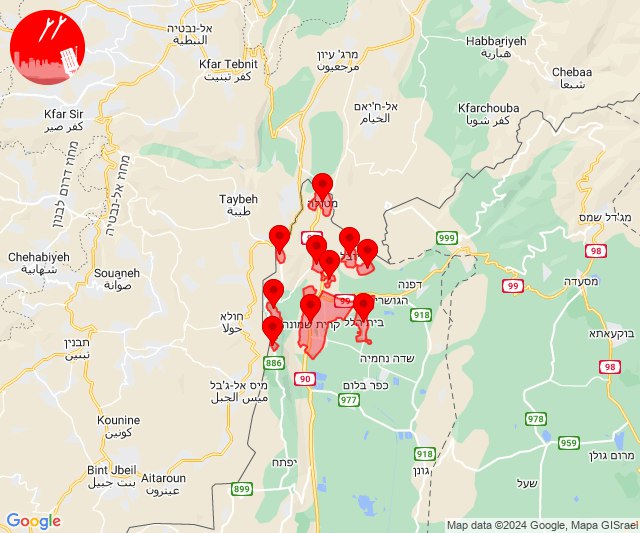 אל-נבטיה
النبطية
Habbariyeh
هبارية
Kfar Tebnit
كفر تبنيت
מרג' עיון
مرجعيون
Chebaa
شبعا
Kfar Sir
كفر صير
אל-ח'יאם
الخيام
Kfarchouba
كفر شوبا
מחוז אל-נבטיה
מחוז דרום לבנון
Taybeh
طيبة
מטולה
מג'דל שמס
999
98
Chehabiyeh
شهابية
Souaneh
صوانة
99
דפנה
הגושרים
מסעדה
918
חולא
حولا
קרית שמונה
בית הלל
בוקעאתא
תבנין
تبنين
886
שדה נחמיה
מיס אל-ג'בל
ميس الجبل
90
כפר בלום
977
98
Kounine
كونين
978
959
918
מרום גולן
Bint Jbeil
بنت جبيل
Aitaroun
عيترون
יפתח
גונן
899
שעל
Google
Map data ©2024 Google, Mapa GISrael